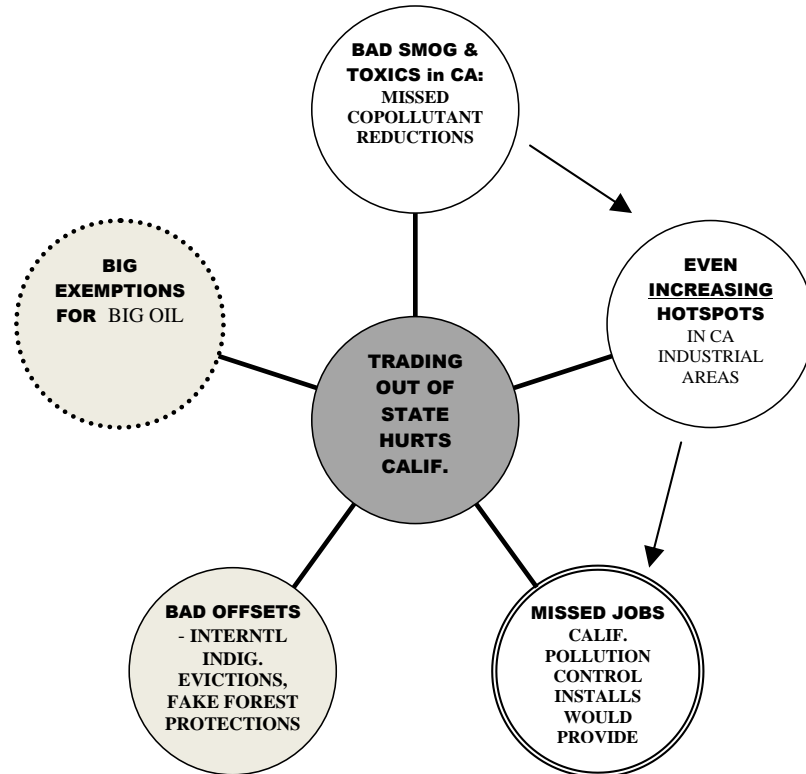 BAD SMOG &
TOXICS in CA:
MISSED
COPOLLUTANT
REDUCTIONS
BIG
EXEMPTIONS
FOR BIG OIL
EVEN
INCREASING
HOTSPOTS
IN CA
INDUSTRIAL
AREAS
TRADING
OUT OF
STATE
HURTS
CALIF.
BAD OFFSETS
- INTERNTL
INDIG.
EVICTIONS,
FAKE FOREST
PROTECTIONS
MISSED JOBS
CALIF.
POLLUTION
CONTROL
INSTALLS
WOULD
PROVIDE